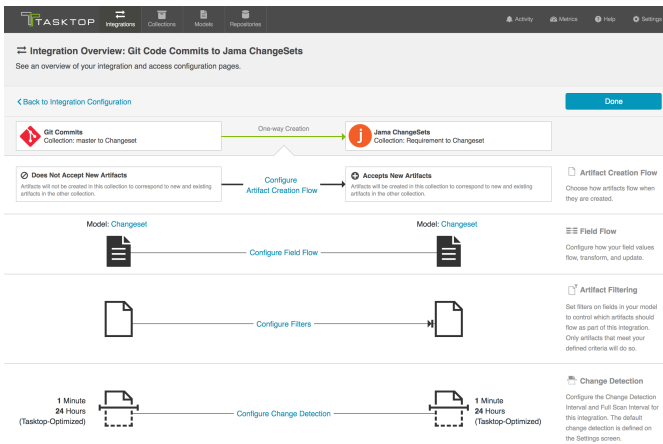 TASKTOP
Integrations
Collections
Models
Repositories
Activity
Metrics
Help
Settings
Integration Overview: Git Code Commits to Jama ChangeSets
See an overview of your integration and access configuration pages.
Back to Integration Configuration
Done
Git Commits
Collection: master to Changeset
One-way Creation
Jama ChangeSets
Collection: Requirement to Changeset
Does Not Accept New Artifacts
Artifacts will not be created in this collection to correspond to new and existing
artifacts in the other collection.
Configure
Artifact Creation Flow
Accepts New Artifacts
Artifacts will be created in this collection to correspond to new and existing
artifacts in the other collection.
Artifact Creation Flow
Choose how artifacts flow when
they are created.
Model: Changeset
Model: Changeset
Configure Field Flow
Field Flow
Configure how your field values
flow, transform, and update.
Configure Filters
Artifact Filtering
Set filters on fields in your model
to control which artifacts should
flow as part of this integration.
Only artifacts that meet your
defined criteria will do so.
1 Minute
24 Hours
(Tasktop-Optimized)
Configure Change Detection
1 Minute
24 Hours
(Tasktop-Optimized)
Change Detection
Configure the Change Detection
Interval and Full Scan Interval for
this integration. The default
change detection is defined on
the Settings screen.